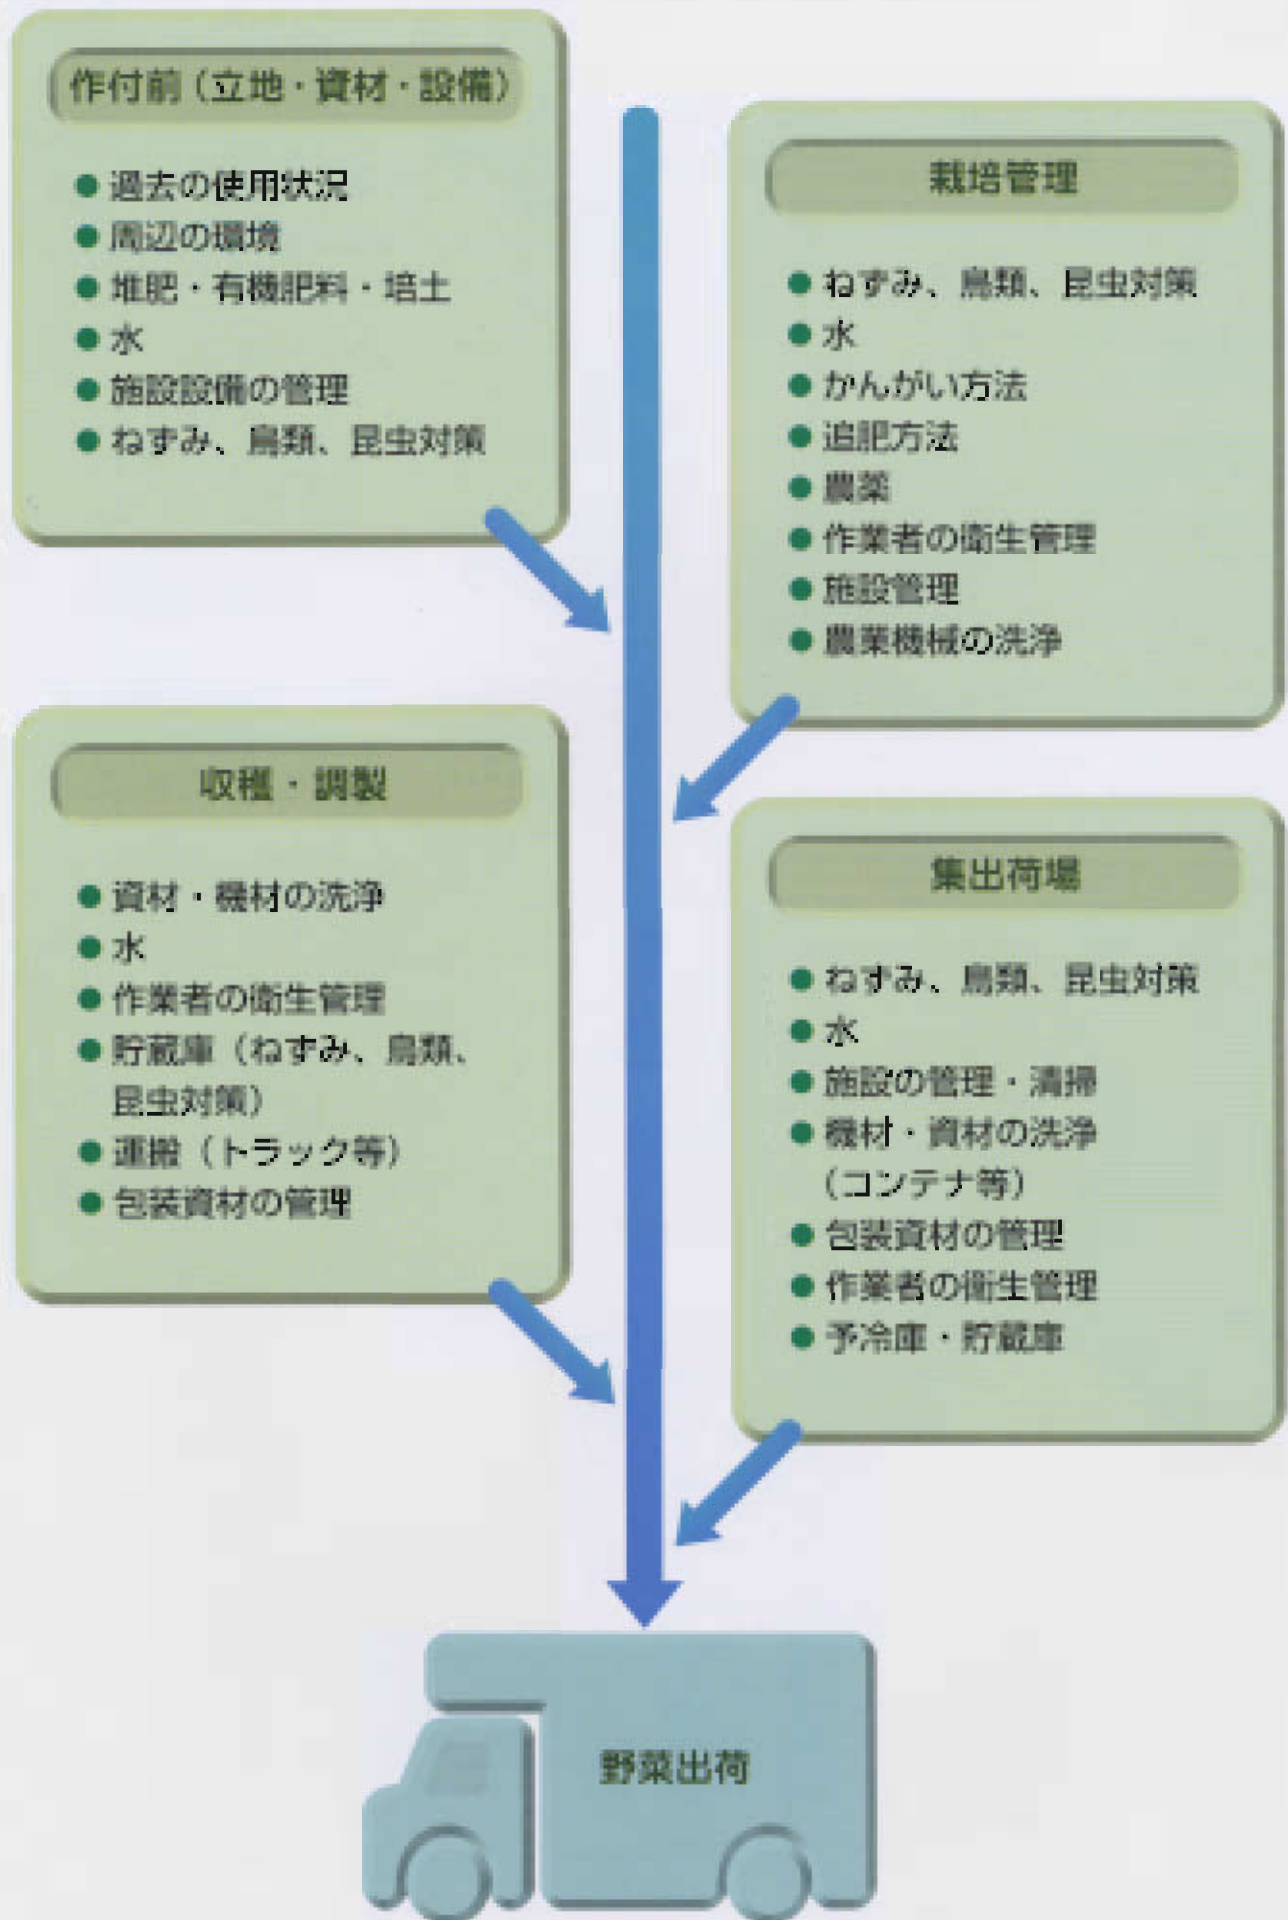 作付前（立地・資材・設備）
● 過去の使用状況
● 周辺の環境
● 堆肥・有機肥料・培土
● 水
● 施設設備の管理
● ねずみ、鳥類、昆虫対策
栽培管理
● ねずみ、鳥類、昆虫対策
● 水
● かんがい方法
● 追肥方法
● 農薬
● 作業者の衛生管理
● 施設管理
● 農業機械の洗浄
収穫・調製
● 資材・機材の洗浄
● 水
● 作業者の衛生管理
● 貯蔵庫（ねずみ、鳥類、
昆虫対策）
● 運搬（トラック等）
● 包装資材の管理
集出荷場
● ねずみ、鳥類、昆虫対策
● 水
● 施設の管理・清掃
● 機材・資材の洗浄
（コンテナ等）
● 包装資材の管理
● 作業者の衛生管理
● 予冷庫・貯蔵庫
野菜出荷